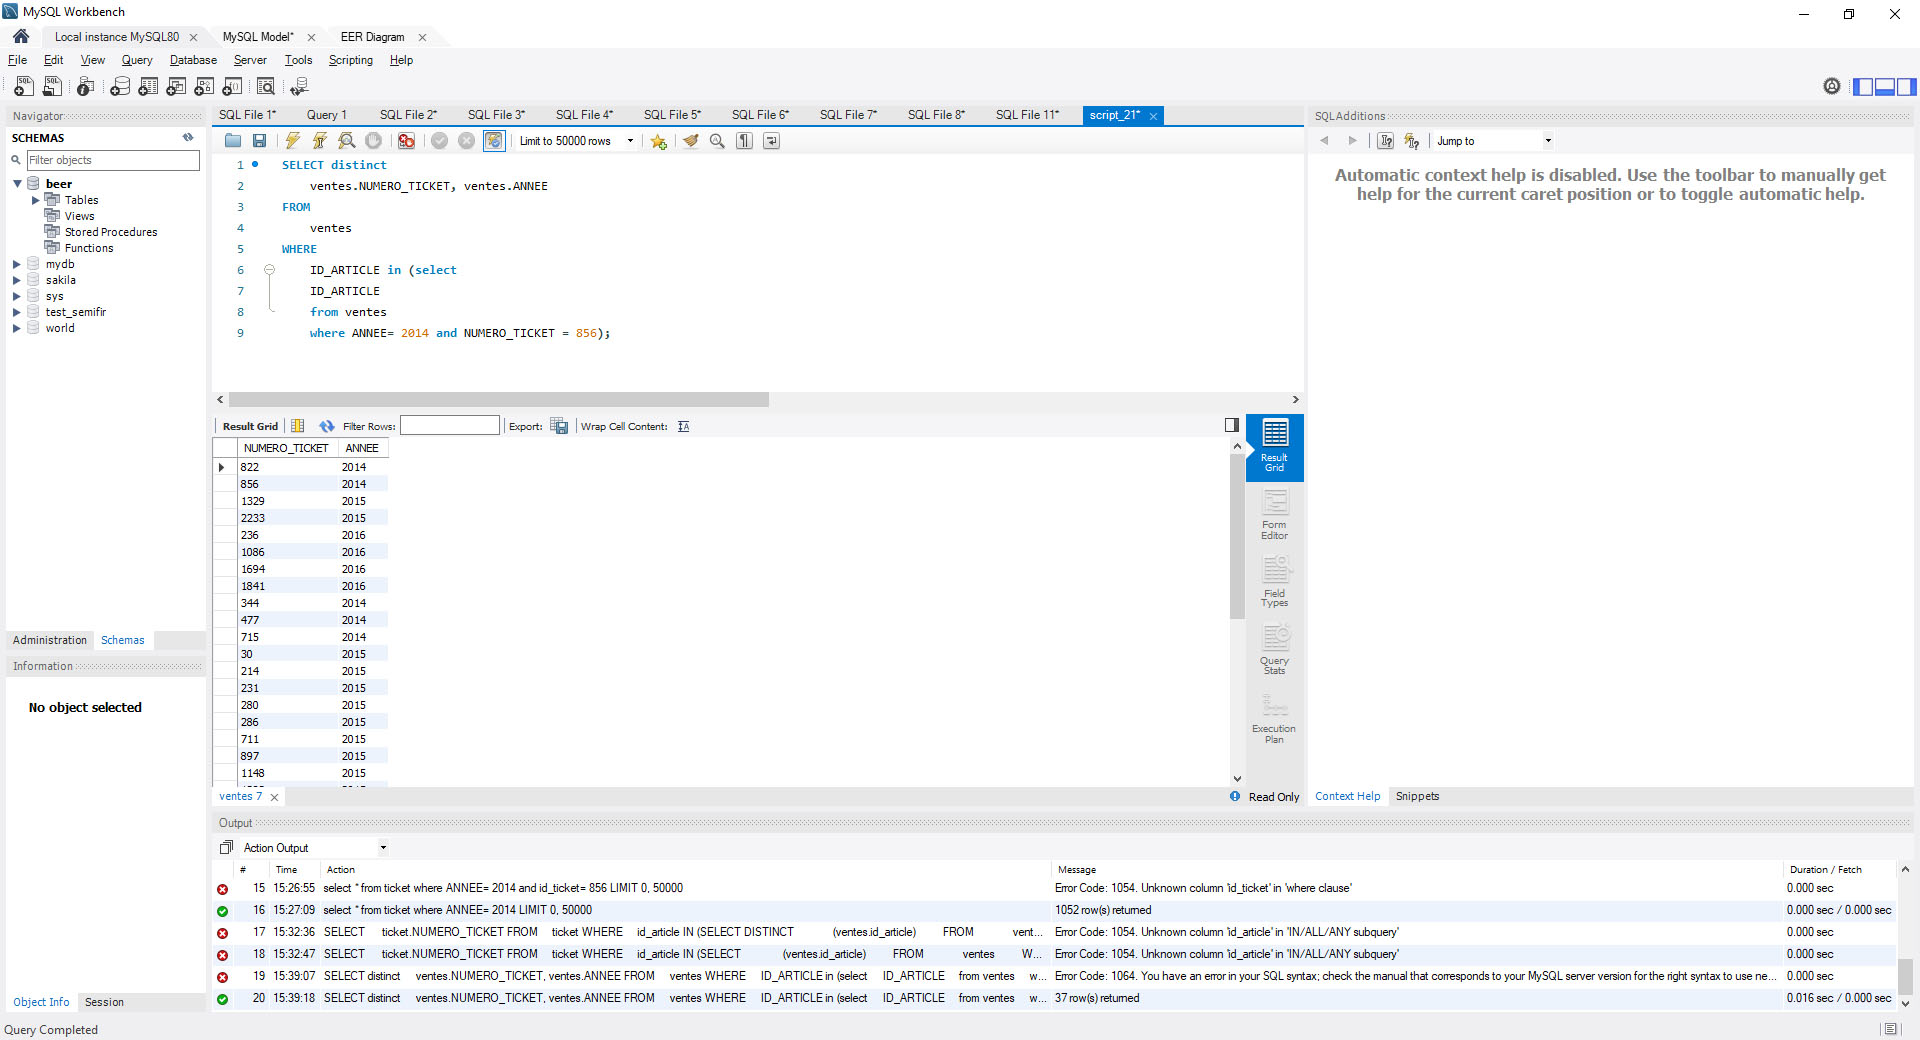 MySQL Workbench
Local instance MySQL80
MySQL Model*
EER Diagram
File Edit View Query Database Server Tools Scripting Help
Navigator
SCHEMAS
Filter objects
beer
Tables
Views
Stored Procedures
Functions
mydb
sakila
sys
test_semifir
world
Administration Schemas
Information
No object selected
Object Info Session
SQL File 1* Query 1 SQL File 2* SQL File 3* SQL File 4* SQL File 5* SQL File 6* SQL File 7* SQL File 8* SQL File 11* script_21*
Limit to 50000 rows
1 SELECT distinct
2 ventes.NUMERO_TICKET, ventes.ANNEE
3 FROM
4 ventes
5 WHERE
6 ID_ARTICLE in (select
7 ID_ARTICLE
8 from ventes
9 where ANNEE= 2014 and NUMERO_TICKET = 856);
Result Grid Filter Rows: Export: Wrap Cell Content:
NUMERO_TICKET ANNEE
822 2014
856 2014
1329 2015
2233 2015
236 2016
1086 2016
1694 2016
1841 2016
344 2014
477 2014
715 2014
30 2015
214 2015
231 2015
280 2015
286 2015
711 2015
897 2015
1148 2015
Result Grid
Form Editor
Field Types
Query Stats
Execution Plan
ventes 7
Read Only
SQLAdditions
Jump to
Automatic context help is disabled. Use the toolbar to manually get
help for the current caret position or to toggle automatic help.
Context Help Snippets
Output
Action Output
# Time Action Message Duration / Fetch
15 15:26:55 select * from ticket where ANNEE= 2014 and id_ticket= 856 LIMIT 0, 50000 Error Code: 1054. Unknown column 'id_ticket' in 'where clause' 0.000 sec
16 15:27:09 select * from ticket where ANNEE= 2014 LIMIT 0, 50000 1052 row(s) returned 0.000 sec / 0.000 sec
17 15:32:36 SELECT ticket.NUMERO_TICKET FROM ticket WHERE id_article IN (SELECT DISTINCT (ventes.id_article) FROM vent... Error Code: 1054. Unknown column 'id_article' in 'IN/ALL/ANY subquery' 0.000 sec
18 15:32:47 SELECT ticket.NUMERO_TICKET FROM ticket WHERE id_article IN (SELECT (ventes.id_article) FROM ventes W... Error Code: 1054. Unknown column 'id_article' in 'IN/ALL/ANY subquery' 0.000 sec
19 15:39:07 SELECT distinct ventes.NUMERO_TICKET, ventes.ANNEE FROM ventes WHERE ID_ARTICLE in (select ID_ARTICLE from ventes w... Error Code: 1064. You have an error in your SQL syntax; check the manual that corresponds to your MySQL server version for the right syntax to use ne... 0.000 sec
20 15:39:18 SELECT distinct ventes.NUMERO_TICKET, ventes.ANNEE FROM ventes WHERE ID_ARTICLE in (select ID_ARTICLE from ventes w... 37 row(s) returned 0.016 sec / 0.000 sec
Query Completed